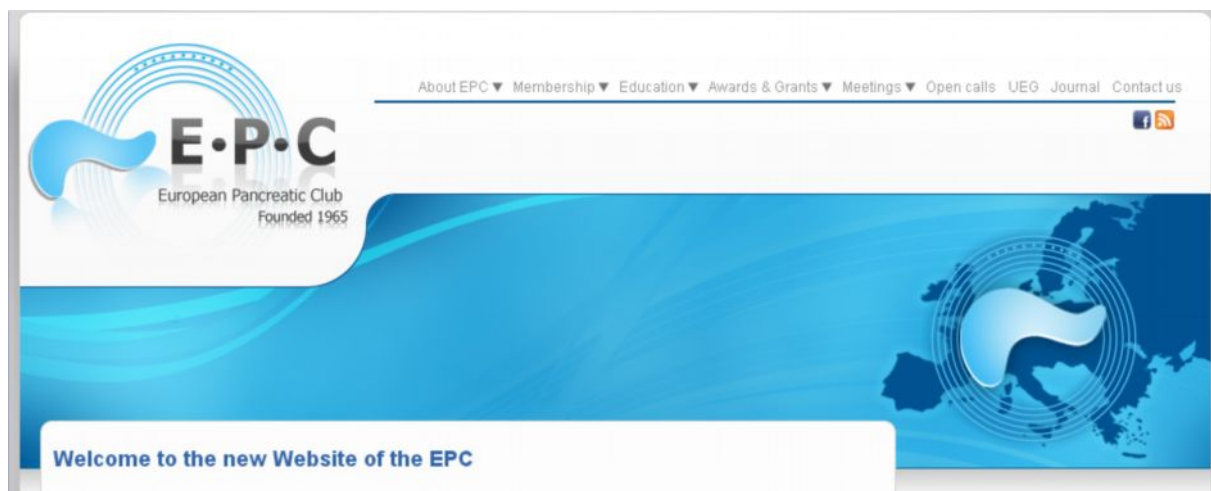 About EPC ▼ Membership ▼ Education ▼ Awards & Grants ▼ Meetings ▼ Open calls UEG Journal Contact us
f
E•P•C
European Pancreatic Club
Founded 1965
Welcome to the new Website of the EPC